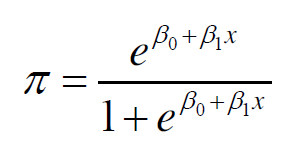 π = e^{β₀ + β₁x} / (1 + e^{β₀ + β₁x})